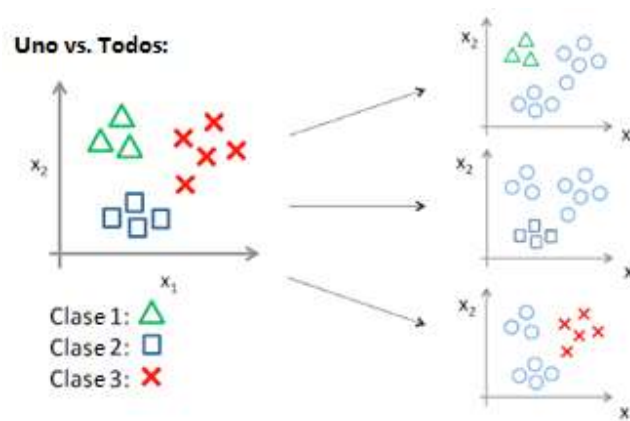 Uno vs. Todos:
x₂
x₁
Clase 1:
Clase 2:
Clase 3:
x₂
x
x₂
x
x₂
x